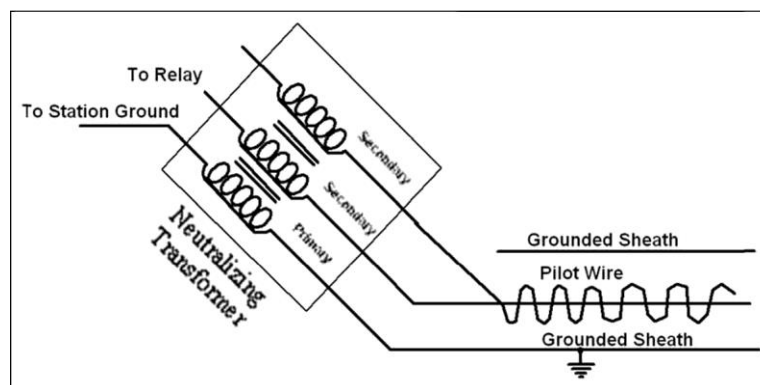 To Relay
To Station Ground
Secondary
Secondary
Primary
Neutralizing
Transformer
Grounded Sheath
Pilot Wire
Grounded Sheath